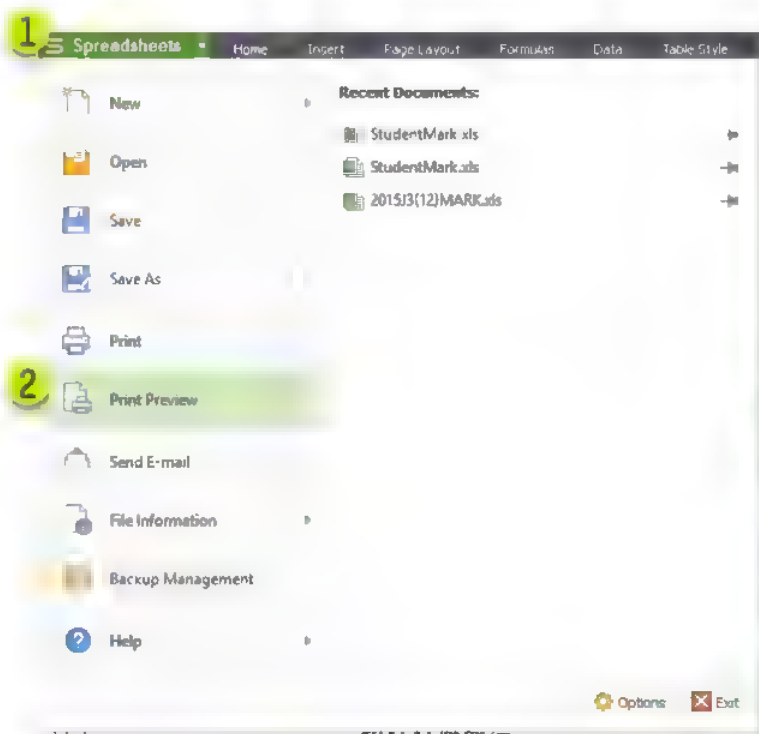 1
Spreadsheets Home Insert Page Layout Formulas Data Table Style
New
Recent Documents:
StudentMark.xls
Open
StudentMark.xls
2015J3(12)MARK.xls
Save
Save As
Print
2
Print Preview
Send E-mail
File Information
Backup Management
Help
Options Exit